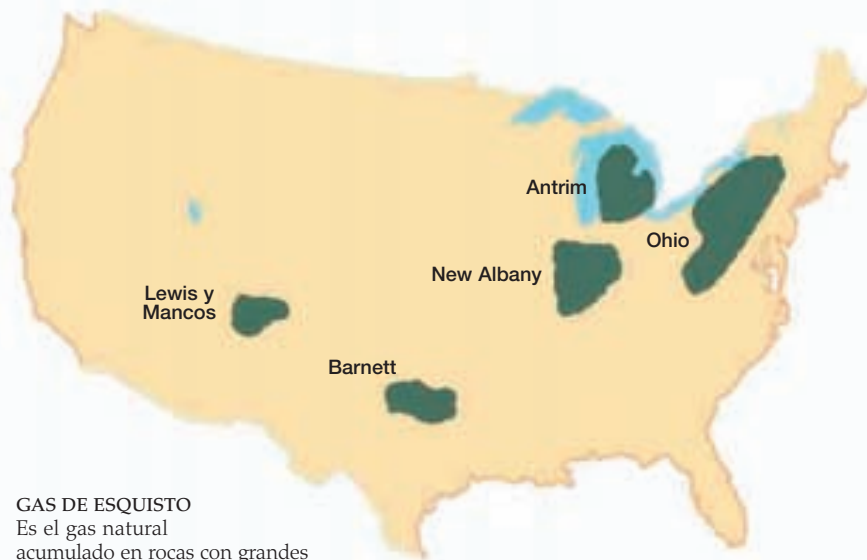 Antrim
Ohio
New Albany
Lewis y
Mancos
Barnett
GAS DE ESQUISTO
Es el gas natural
acumulado en rocas con grandes